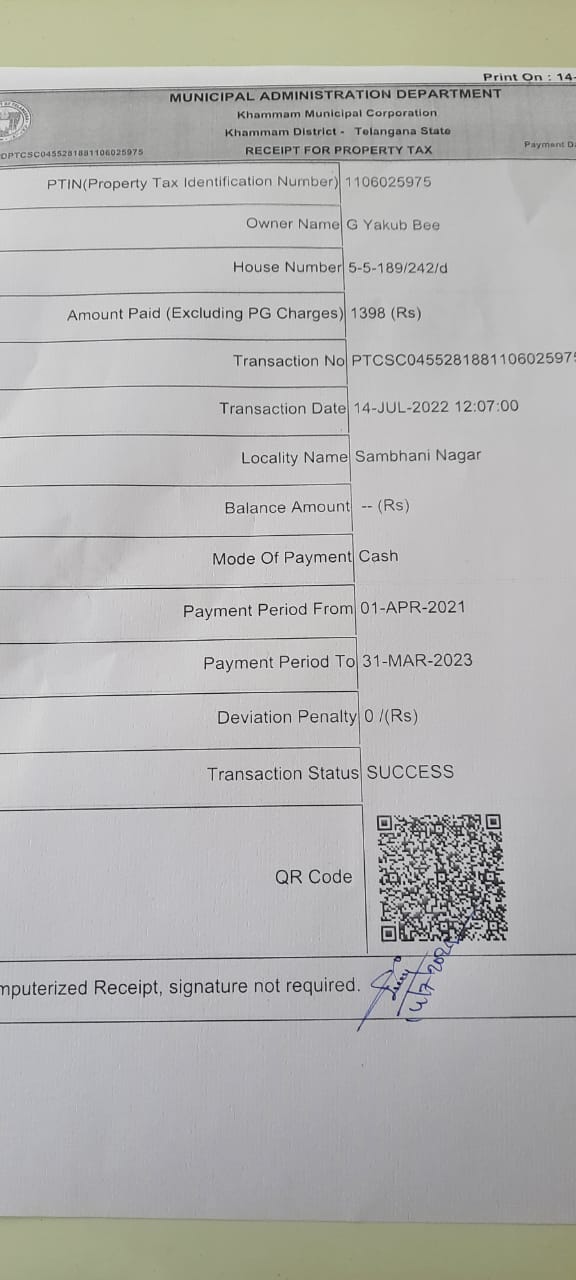 Print On : 14-
MUNICIPAL ADMINISTRATION DEPARTMENT
Khammam Municipal Corporation
Khammam District - Telangana State
RECEIPT FOR PROPERTY TAX
Payment Da
DPTCSC0455281881106025975
PTIN(Property Tax Identification Number) 1106025975
Owner Name G Yakub Bee
House Number 5-5-189/242/d
Amount Paid (Excluding PG Charges) 1398 (Rs)
Transaction No PTCSC0455281881106025975
Transaction Date 14-JUL-2022 12:07:00
Locality Name Sambhani Nagar
Balance Amount -- (Rs)
Mode Of Payment Cash
Payment Period From 01-APR-2021
Payment Period To 31-MAR-2023
Deviation Penalty 0 /(Rs)
Transaction Status SUCCESS
QR Code
mputerized Receipt, signature not required.